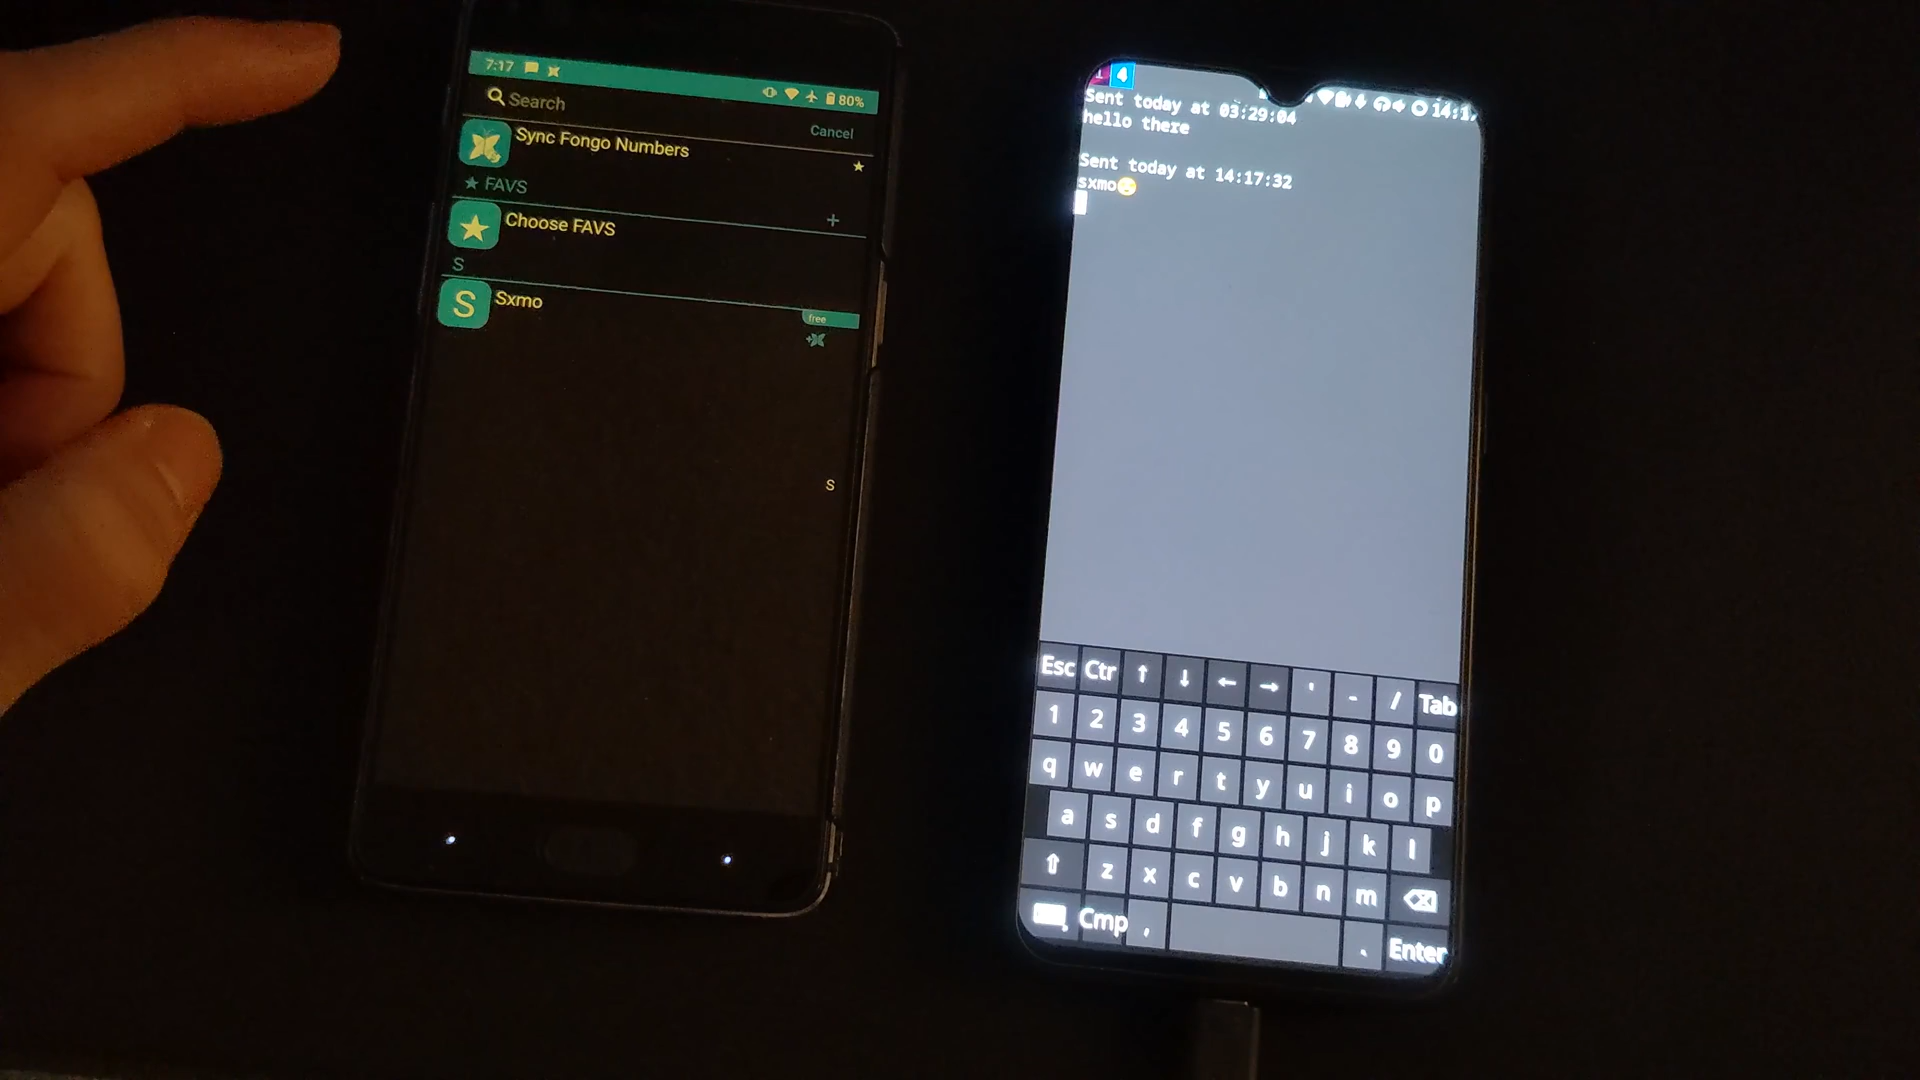 7:17
80%
Search
Cancel
Sync Fongo Numbers
★ FAVS
Choose FAVS
+
S
S
Sxmo
free
S
4
Sent today at 03:29:04
hello there
Sent today at 14:17:32
sxmo
Esc Ctr ↑ ↓ ← → ' - / Tab
1 2 3 4 5 6 7 8 9 0
q w e r t y u i o p
a s d f g h j k l
⇧ z x c v b n m ⌫
Cmp , . Enter